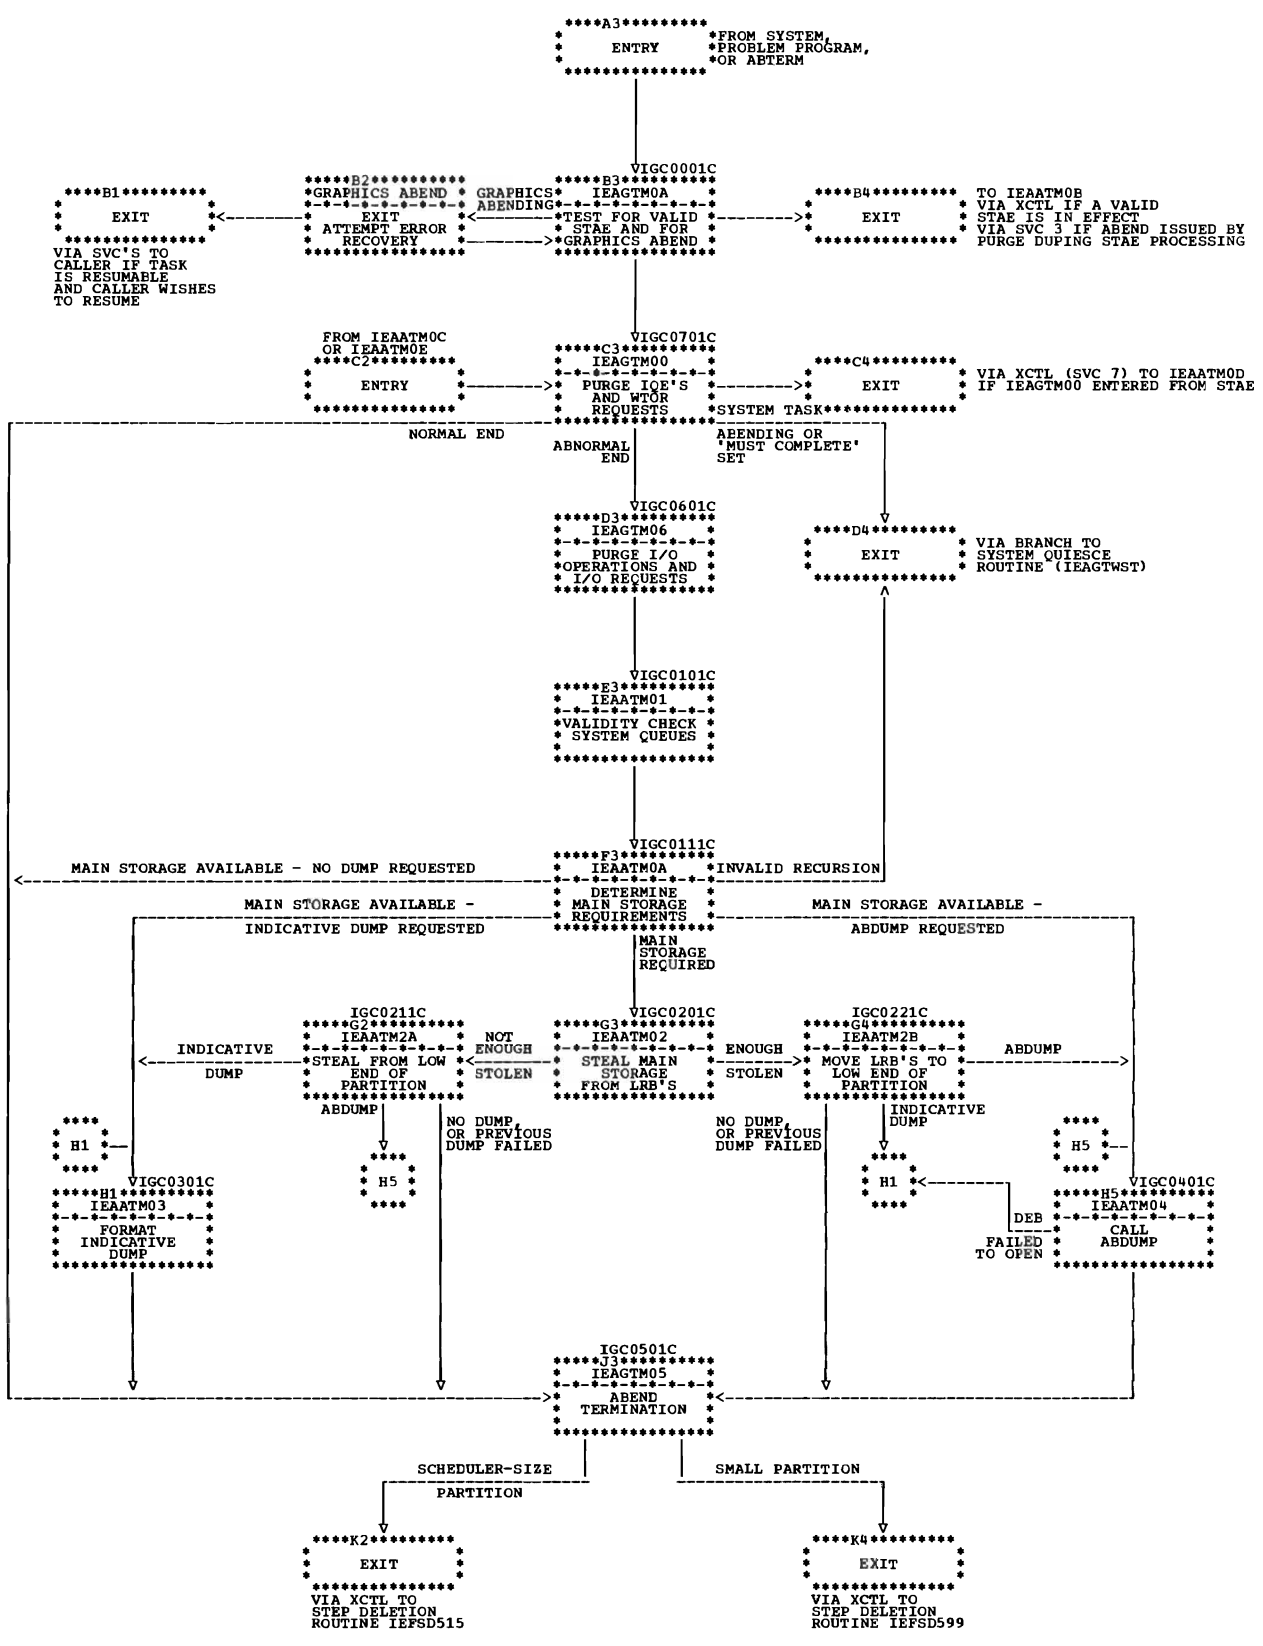 A3
ENTRY
FROM SYSTEM,
PROBLEM PROGRAM,
OR ABTERM
IGC0001C
B1
EXIT
VIA SVC'S TO
CALLER IF TASK
IS RESUMABLE
AND CALLER WISHES
TO RESUME
B2
GRAPHICS ABEND
EXIT
ATTEMPT ERROR
RECOVERY
GRAPHICS
ABENDING
B3
IEAGTM0A
TEST FOR VALID
STAE AND FOR
GRAPHICS ABEND
B4
EXIT
TO IEAATM0B
VIA XCTL IF A VALID
STAE IS IN EFFECT
VIA SVC 3 IF ABEND ISSUED BY
PURGE DUPING STAE PROCESSING
FROM IEAATM0C
OR IEAATM0E
C2
ENTRY
IGC0701C
C3
IEAGTM00
PURGE IQE'S
AND WTOR
REQUESTS
C4
EXIT
VIA XCTL (SVC 7) TO IEAATM0D
IF IEAGTM00 ENTERED FROM STAE
NORMAL END
ABNORMAL
END
SYSTEM TASK
ABENDING OR
'MUST COMPLETE'
SET
IGC0601C
D3
IEAGTM06
PURGE I/O
OPERATIONS AND
I/O REQUESTS
D4
EXIT
VIA BRANCH TO
SYSTEM QUIESCE
ROUTINE (IEAGTWST)
IGC0101C
E3
IEAATM01
VALIDITY CHECK
SYSTEM QUEUES
IGC0111C
F3
IEAATM0A
DETERMINE
MAIN STORAGE
REQUIREMENTS
MAIN STORAGE AVAILABLE - NO DUMP REQUESTED
INVALID RECURSION
MAIN STORAGE AVAILABLE -
INDICATIVE DUMP REQUESTED
MAIN STORAGE AVAILABLE -
ABDUMP REQUESTED
MAIN
STORAGE
REQUIRED
IGC0211C
G2
IEAATM2A
STEAL FROM LOW
END OF
PARTITION
INDICATIVE
DUMP
NOT
ENOUGH
STOLEN
IGC0201C
G3
IEAATM02
STEAL MAIN
STORAGE
FROM LRB'S
ENOUGH
STOLEN
IGC0221C
G4
IEAATM2B
MOVE LRB'S TO
LOW END OF
PARTITION
ABDUMP
ABDUMP
NO DUMP,
OR PREVIOUS
DUMP FAILED
NO DUMP,
OR PREVIOUS
DUMP FAILED
INDICATIVE
DUMP
H1
H5
H1
H5
IGC0301C
H1
IEAATM03
FORMAT
INDICATIVE
DUMP
IGC0401C
H5
IEAATM04
CALL
ABDUMP
DEB
FAILED
TO OPEN
IGC0501C
J3
IEAGTM05
ABEND
TERMINATION
SCHEDULER-SIZE
PARTITION
SMALL PARTITION
K2
EXIT
VIA XCTL TO
STEP DELETION
ROUTINE IEFSD515
K4
EXIT
VIA XCTL TO
STEP DELETION
ROUTINE IEFSD599